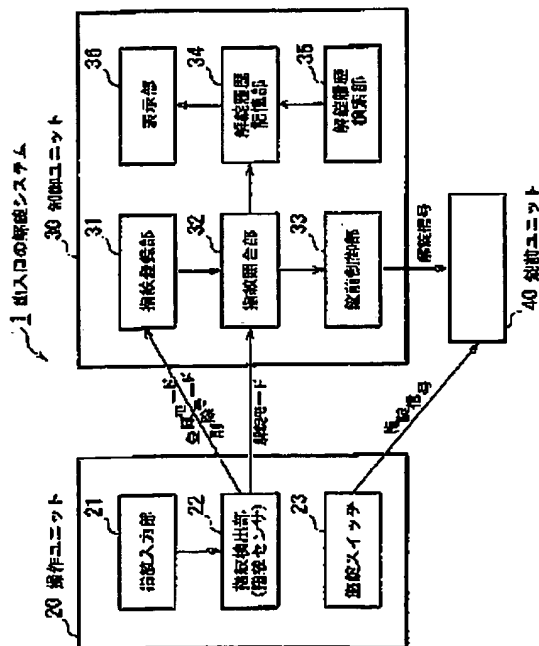 1 出入口の解錠システム
20 操作ユニット
21
指紋入力部
22
指紋検出部
(指紋センサ)
23
施錠スイッチ
登録モード
削除モード
解錠モード
施錠信号
30 制御ユニット
31
指紋登録部
32
指紋照合部
33
錠前制御部
36
表示部
34
解錠履歴
記憶部
35
解錠履歴
検索部
解錠信号
40 錠前ユニット